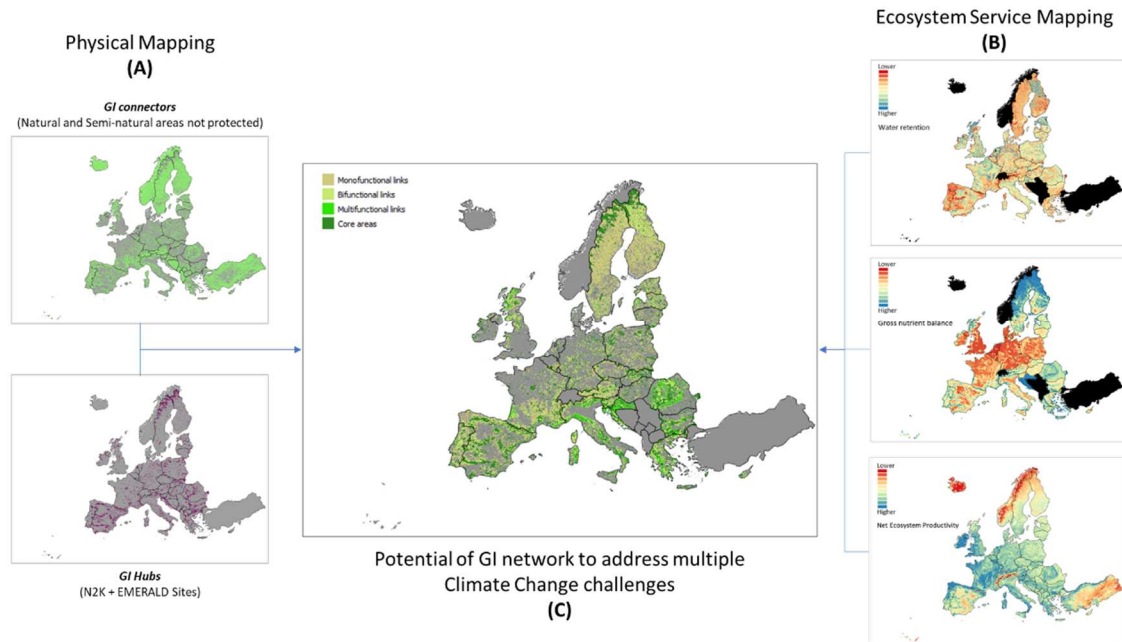 Physical Mapping
(A)
GI connectors
(Natural and Semi-natural areas not protected)
GI Hubs
(N2K + EMERALD Sites)
Monofunctional links
Bifunctional links
Multifunctional links
Core areas
Potential of GI network to address multiple
Climate Change challenges
(C)
Ecosystem Service Mapping
(B)
Lower
Higher
Water retention
Lower
Higher
Gross nutrient balance
Lower
Higher
Net Ecosystem Productivity